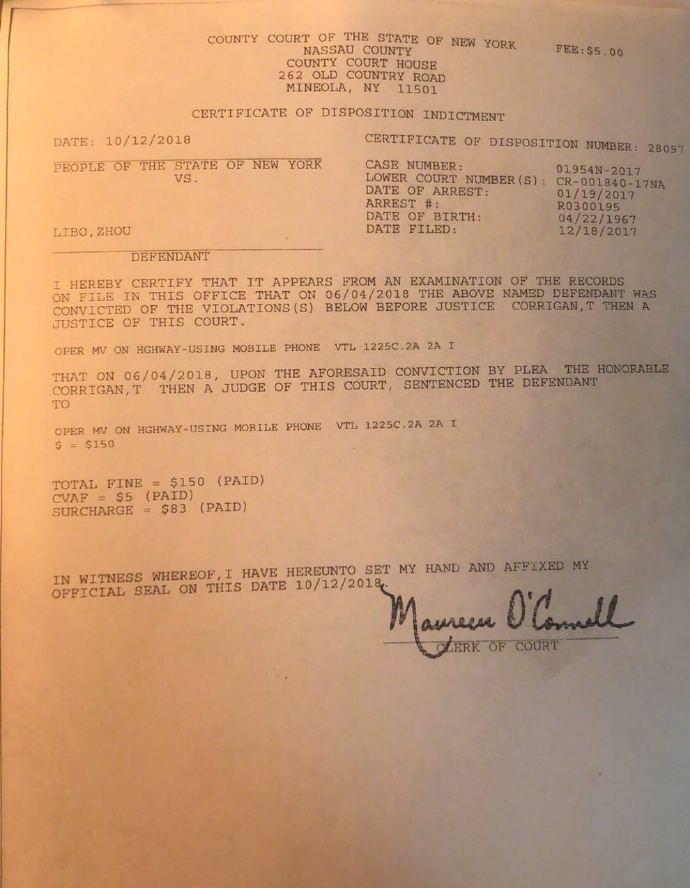 COUNTY COURT OF THE STATE OF NEW YORK FEE:$5.00
NASSAU COUNTY
COUNTY COURT HOUSE
262 OLD COUNTRY ROAD
MINEOLA, NY 11501
CERTIFICATE OF DISPOSITION INDICTMENT
DATE: 10/12/2018 CERTIFICATE OF DISPOSITION NUMBER: 28097
PEOPLE OF THE STATE OF NEW YORK CASE NUMBER: 01954N-2017
VS. LOWER COURT NUMBER(S): CR-001840-17NA
DATE OF ARREST: 01/19/2017
ARREST #: R0300195
DATE OF BIRTH: 04/22/1967
LIBO,ZHOU DATE FILED: 12/18/2017
DEFENDANT
I HEREBY CERTIFY THAT IT APPEARS FROM AN EXAMINATION OF THE RECORDS
ON FILE IN THIS OFFICE THAT ON 06/04/2018 THE ABOVE NAMED DEFENDANT WAS
CONVICTED OF THE VIOLATIONS(S) BELOW BEFORE JUSTICE CORRIGAN,T THEN A
JUSTICE OF THIS COURT.
OPER MV ON HGHWAY-USING MOBILE PHONE VTL 1225C.2A 2A I
THAT ON 06/04/2018, UPON THE AFORESAID CONVICTION BY PLEA THE HONORABLE
CORRIGAN,T THEN A JUDGE OF THIS COURT, SENTENCED THE DEFENDANT
TO
OPER MV ON HGHWAY-USING MOBILE PHONE VTL 1225C.2A 2A I
$ = $150
TOTAL FINE = $150 (PAID)
CVAF = $5 (PAID)
SURCHARGE = $83 (PAID)
IN WITNESS WHEREOF,I HAVE HEREUNTO SET MY HAND AND AFFIXED MY
OFFICIAL SEAL ON THIS DATE 10/12/2018.
Maureen O'Connell
CLERK OF COURT